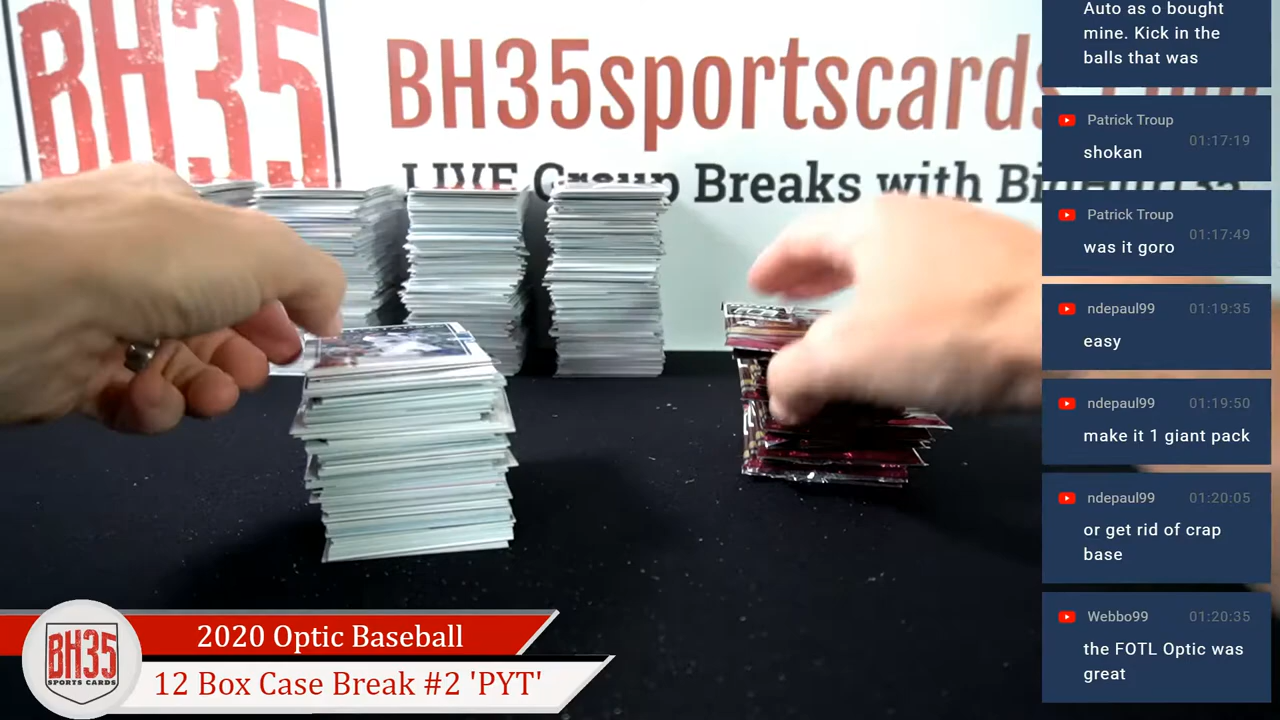 BH35
BH35sportscards
LIVE Group Breaks with
Auto as o bought
mine. Kick in the
balls that was
Patrick Troup
01:17:19
shokan
Patrick Troup
01:17:49
was it goro
ndepaul99 01:19:35
easy
ndepaul99 01:19:50
make it 1 giant pack
ndepaul99 01:20:05
or get rid of crap
base
Webbo99 01:20:35
the FOTL Optic was
great
2020 Optic Baseball
12 Box Case Break #2 'PYT'
BH35
SPORTS CARDS